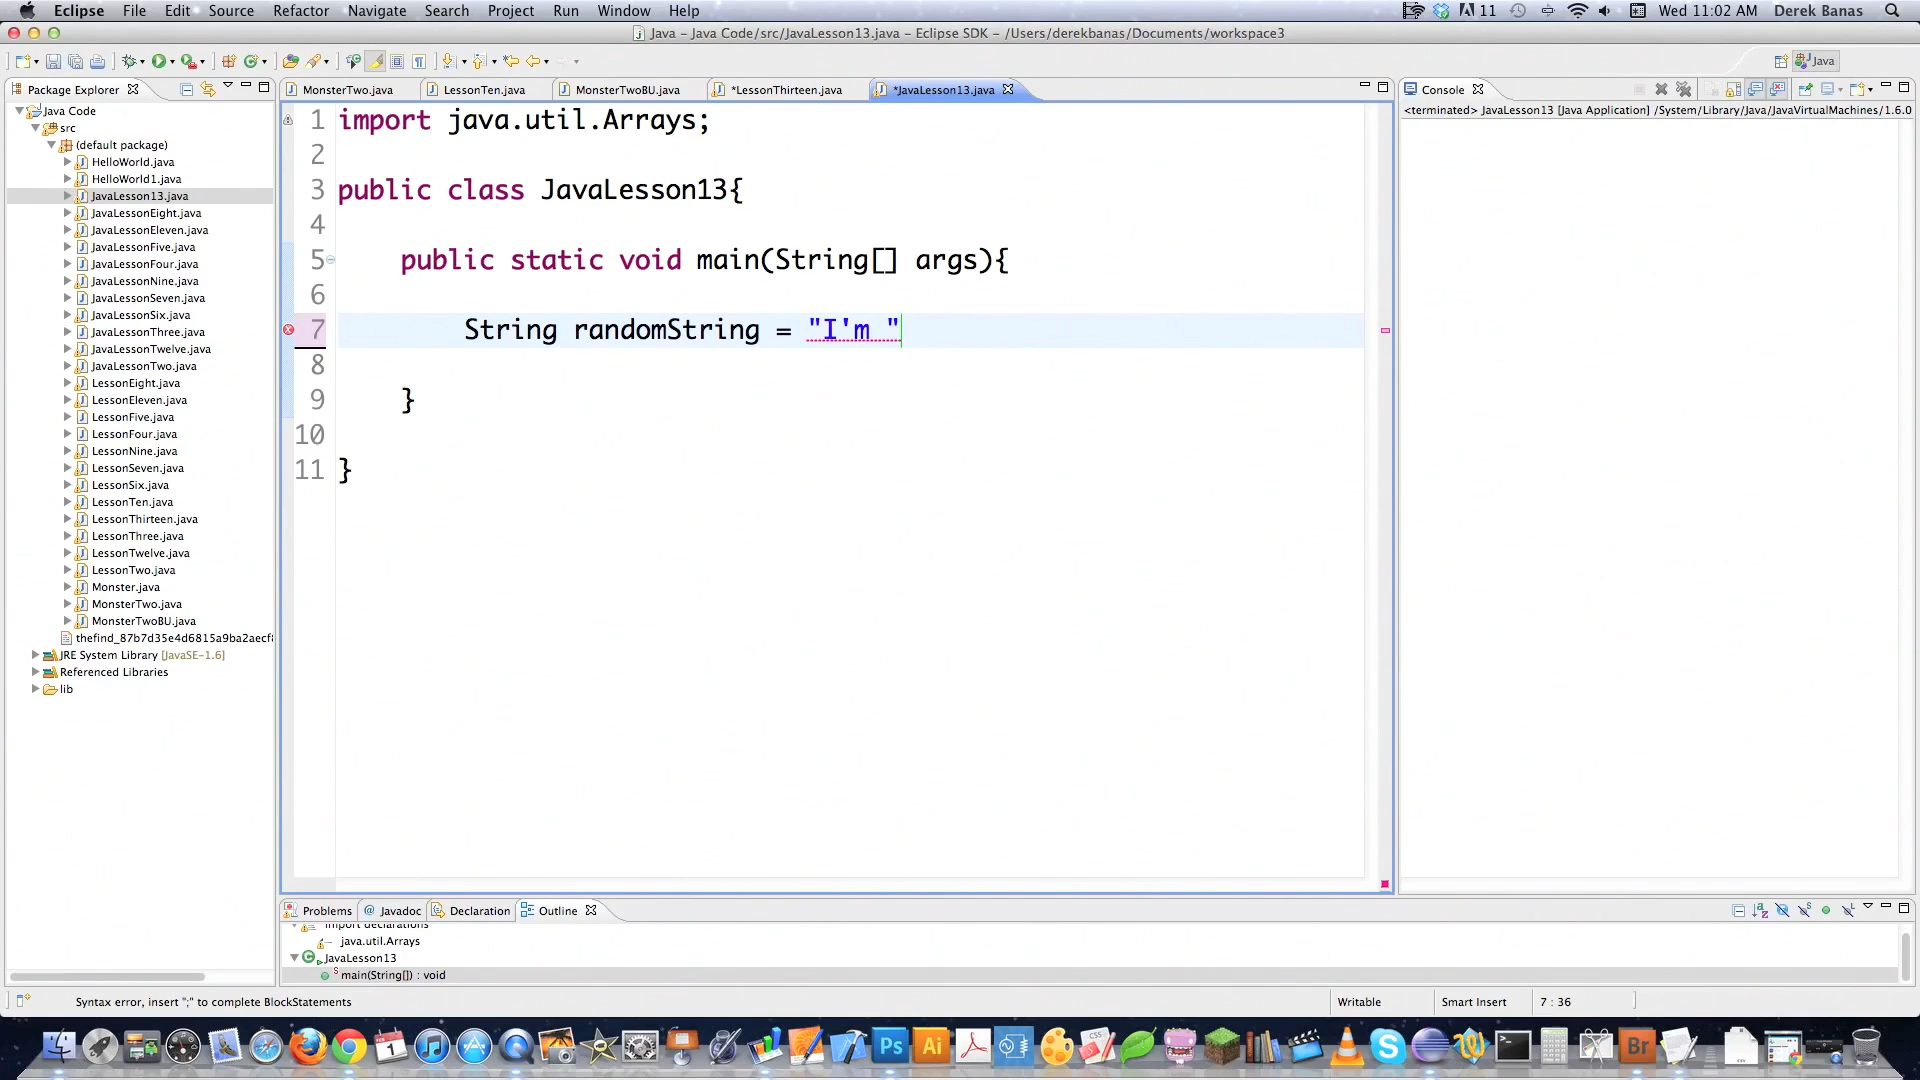 Eclipse File Edit Source Refactor Navigate Search Project Run Window Help
11 Wed 11:02 AM Derek Banas
Java – Java Code/src/JavaLesson13.java – Eclipse SDK – /Users/derekbanas/Documents/workspace3
Java
Package Explorer
MonsterTwo.java LessonTen.java MonsterTwoBU.java *LessonThirteen.java *JavaLesson13.java
Console
<terminated> JavaLesson13 [Java Application] /System/Library/Java/JavaVirtualMachines/1.6.0
Java Code
src
(default package)
HelloWorld.java
HelloWorld1.java
JavaLesson13.java
JavaLessonEight.java
JavaLessonEleven.java
JavaLessonFive.java
JavaLessonFour.java
JavaLessonNine.java
JavaLessonSeven.java
JavaLessonSix.java
JavaLessonThree.java
JavaLessonTwelve.java
JavaLessonTwo.java
LessonEight.java
LessonEleven.java
LessonFive.java
LessonFour.java
LessonNine.java
LessonSeven.java
LessonSix.java
LessonTen.java
LessonThirteen.java
LessonThree.java
LessonTwelve.java
LessonTwo.java
Monster.java
MonsterTwo.java
MonsterTwoBU.java
thefind_87b7d35e4d6815a9ba2aecf8
JRE System Library [JavaSE-1.6]
Referenced Libraries
lib
1 import java.util.Arrays;
2
3 public class JavaLesson13{
4
5 public static void main(String[] args){
6
7 String randomString = "I'm "
8
9 }
10
11 }
Problems Javadoc Declaration Outline
import declarations
java.util.Arrays
JavaLesson13
main(String[]) : void
Syntax error, insert ";" to complete BlockStatements
Writable Smart Insert 7 : 36
1 Ps Ai Br